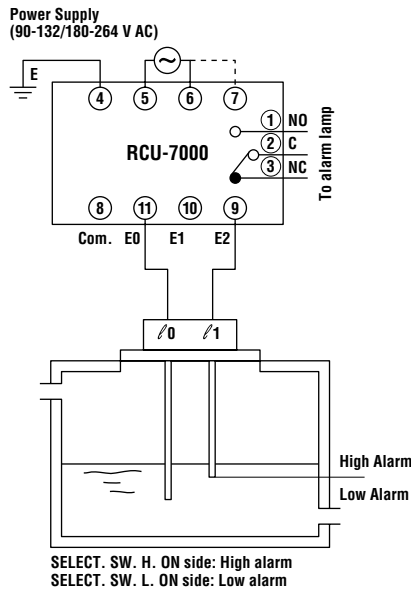 Power Supply
(90-132/180-264 V AC)
E
4 5 6 7
1 NO
2 C
3 NC
RCU-7000
To alarm lamp
8 11 10 9
Com. E0 E1 E2
ℓ0 ℓ1
High Alarm
Low Alarm
SELECT. SW. H. ON side: High alarm
SELECT. SW. L. ON side: Low alarm